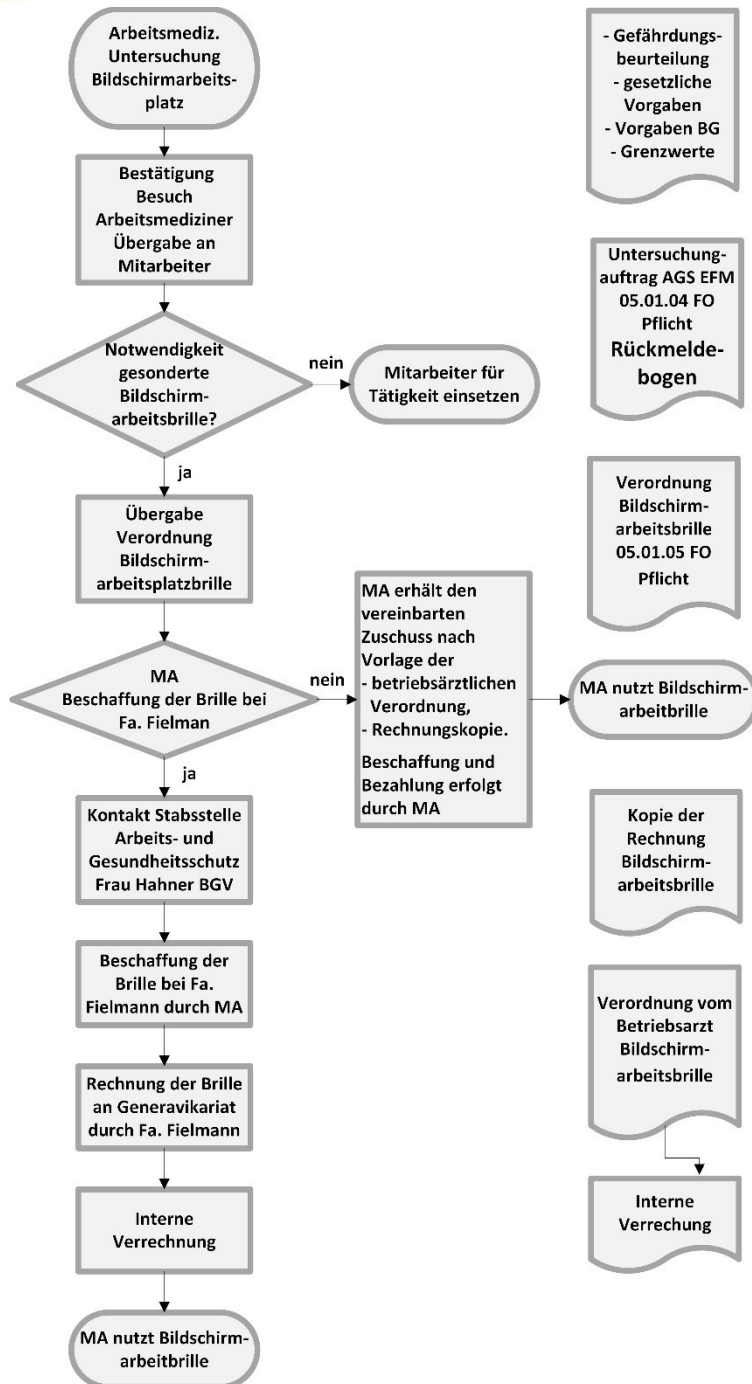 Arbeitsmediz.
Untersuchung
Bildschirmarbeits-
platz
Bestätigung
Besuch
Arbeitsmediziner
Übergabe an
Mitarbeiter
Notwendigkeit
gesonderte
Bildschirm-
arbeitsbrille?
nein
Mitarbeiter für
Tätigkeit einsetzen
ja
Übergabe
Verordnung
Bildschirm-
arbeitsplatzbrille
MA
Beschaffung der Brille bei
Fa. Fielman
nein
MA erhält den
vereinbarten
Zuschuss nach
Vorlage der
- betriebsärztlichen
Verordnung,
- Rechnungskopie.
Beschaffung und
Bezahlung erfolgt
durch MA
MA nutzt Bildschirm-
arbeitbrille
ja
Kontakt Stabsstelle
Arbeits- und
Gesundheitsschutz
Frau Hahner BGV
Beschaffung der
Brille bei Fa.
Fielmann durch MA
Rechnung der Brille
an Generavikariat
durch Fa. Fielmann
Interne
Verrechnung
MA nutzt Bildschirm-
arbeitbrille
- Gefährdungs-
beurteilung
- gesetzliche
Vorgaben
- Vorgaben BG
- Grenzwerte
Untersuchung-
auftrag AGS EFM
05.01.04 FO
Pflicht
Rückmelde-
bogen
Verordnung
Bildschirm-
arbeitsbrille
05.01.05 FO
Pflicht
Kopie der
Rechnung
Bildschirm-
arbeitsbrille
Verordnung vom
Betriebsarzt
Bildschirm-
arbeitsbrille
Interne
Verrechung